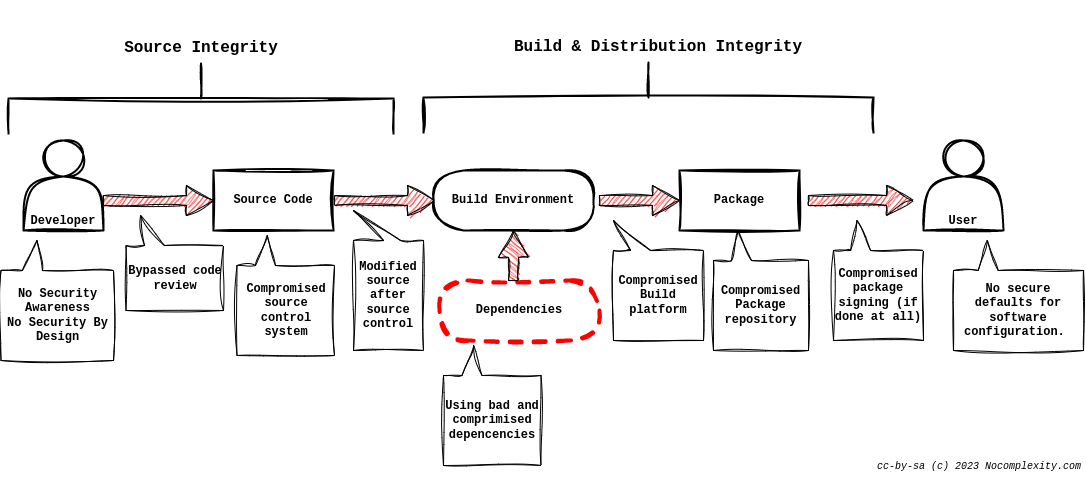 Source Integrity
Build & Distribution Integrity
Developer
Source Code
Build Environment
Package
User
Dependencies
No Security
Awareness
No Security By
Design
Bypassed code
review
Compromised
source
control
system
Modified
source
after
source
control
Using bad and
comprimised
depencencies
Compromised
Build
platform
Compromised
Package
repository
Compromised
package
signing (if
done at all)
No secure
defaults for
software
configuration.
cc-by-sa (c) 2023 Nocomplexity.com